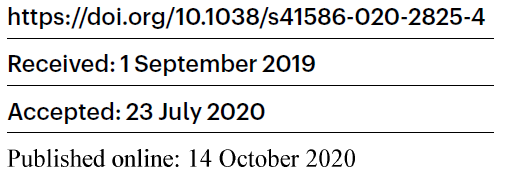 https://doi.org/10.1038/s41586-020-2825-4
Received: 1 September 2019
Accepted: 23 July 2020
Published online: 14 October 2020